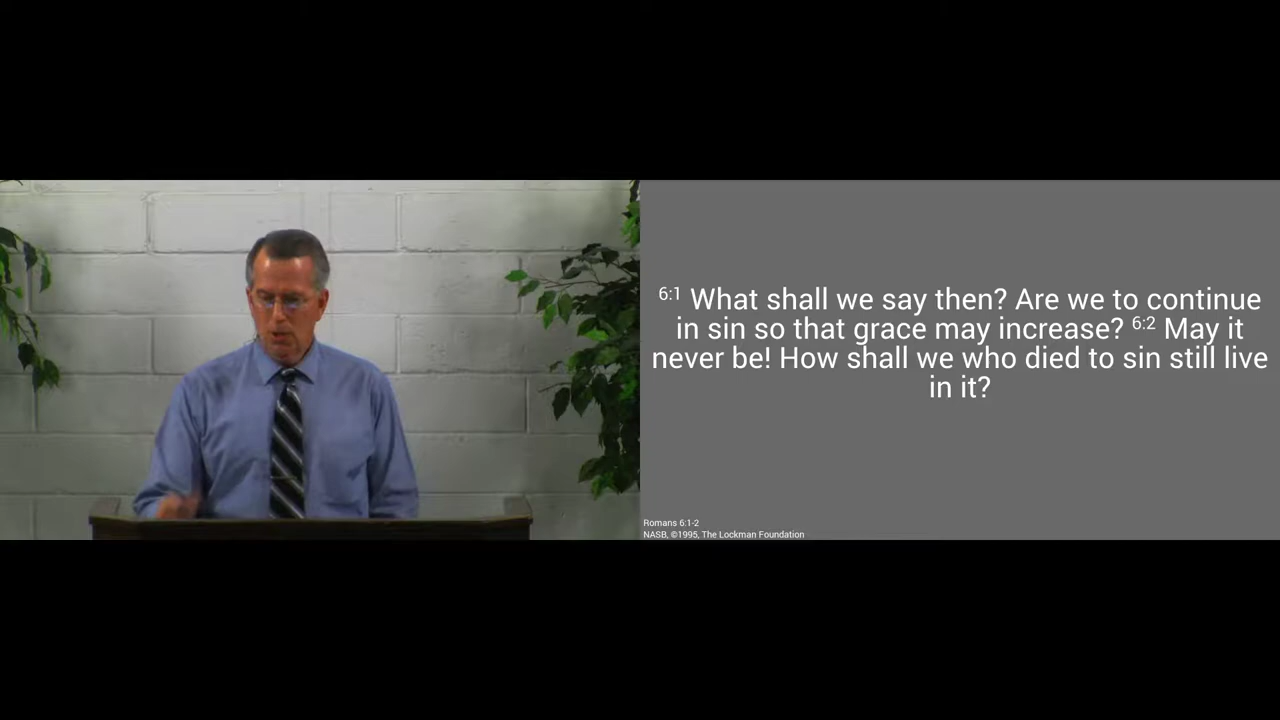 6:1 What shall we say then? Are we to continue
in sin so that grace may increase? 6:2 May it
never be! How shall we who died to sin still live
in it?
Romans 6:1-2
NASB, ©1995, The Lockman Foundation